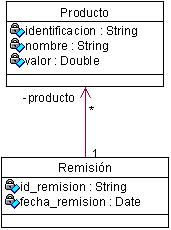 Producto
identificacion : String
nombre : String
valor : Double
-producto
*
1
Remisión
id_remision : String
fecha_remision : Date